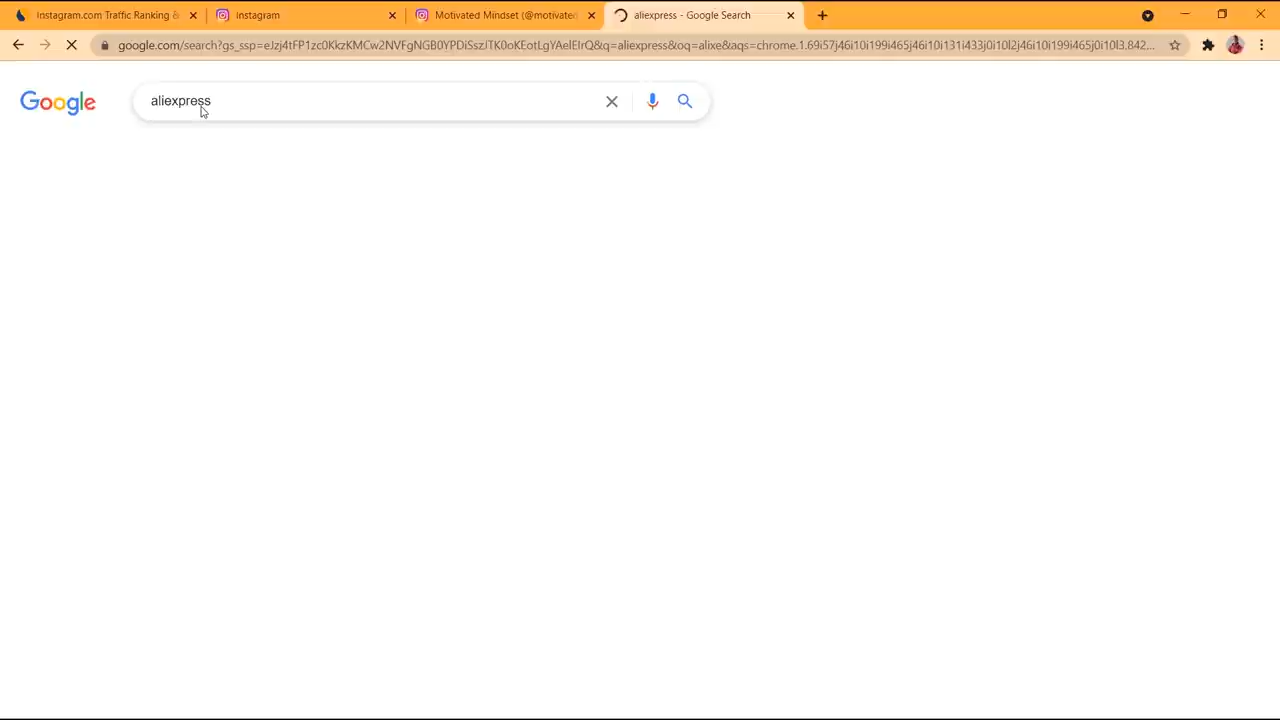 Instagram.com Traffic Ranking &
Instagram
Motivated Mindset (@motivated
aliexpress - Google Search
google.com/search?gs_ssp=eJzj4tFP1zc0KkzKMCw2NVFgNGB0YPDiSszJTK0oKEotLgYAelEIrQ&q=aliexpress&oq=alixe&aqs=chrome.1.69i57j46i10i199i465j46i10i131i433j0i10l2j46i10i199i465j0i10l3.842...
Google
aliexpress